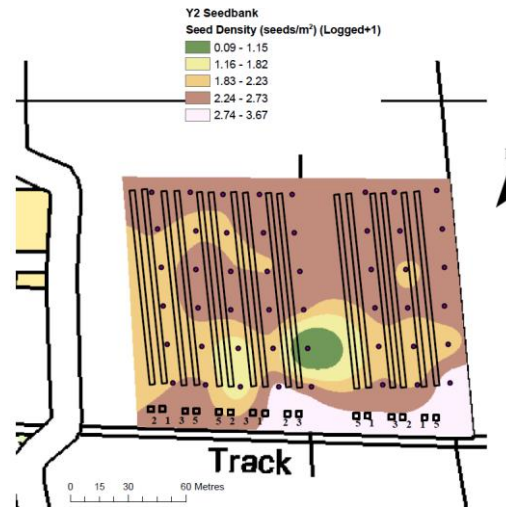 Y2 Seedbank
Seed Density (seeds/m²) (Logged+1)
0.09 - 1.15
1.16 - 1.82
1.83 - 2.23
2.24 - 2.73
2.74 - 3.67
2 1 3 5 5 2 3 1 2 3 5 1 3 2 1 5
Track
0 15 30 60 Metres